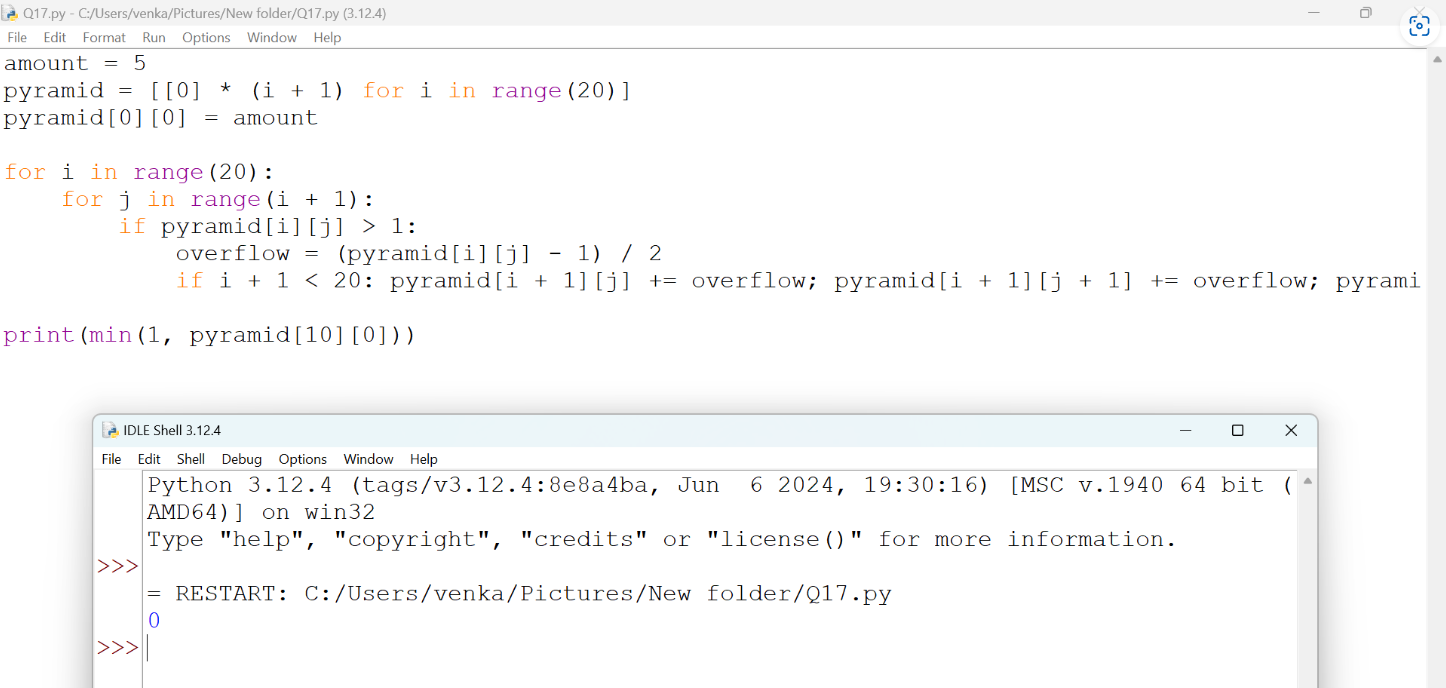 Q17.py - C:/Users/venka/Pictures/New folder/Q17.py (3.12.4)
File Edit Format Run Options Window Help
amount = 5
pyramid = [[0] * (i + 1) for i in range(20)]
pyramid[0][0] = amount
for i in range(20):
    for j in range(i + 1):
        if pyramid[i][j] > 1:
            overflow = (pyramid[i][j] - 1) / 2
            if i + 1 < 20: pyramid[i + 1][j] += overflow; pyramid[i + 1][j + 1] += overflow; pyrami
print(min(1, pyramid[10][0]))
IDLE Shell 3.12.4
File Edit Shell Debug Options Window Help
Python 3.12.4 (tags/v3.12.4:8e8a4ba, Jun  6 2024, 19:30:16) [MSC v.1940 64 bit (
AMD64)] on win32
Type "help", "copyright", "credits" or "license()" for more information.
>>>
= RESTART: C:/Users/venka/Pictures/New folder/Q17.py
0
>>>